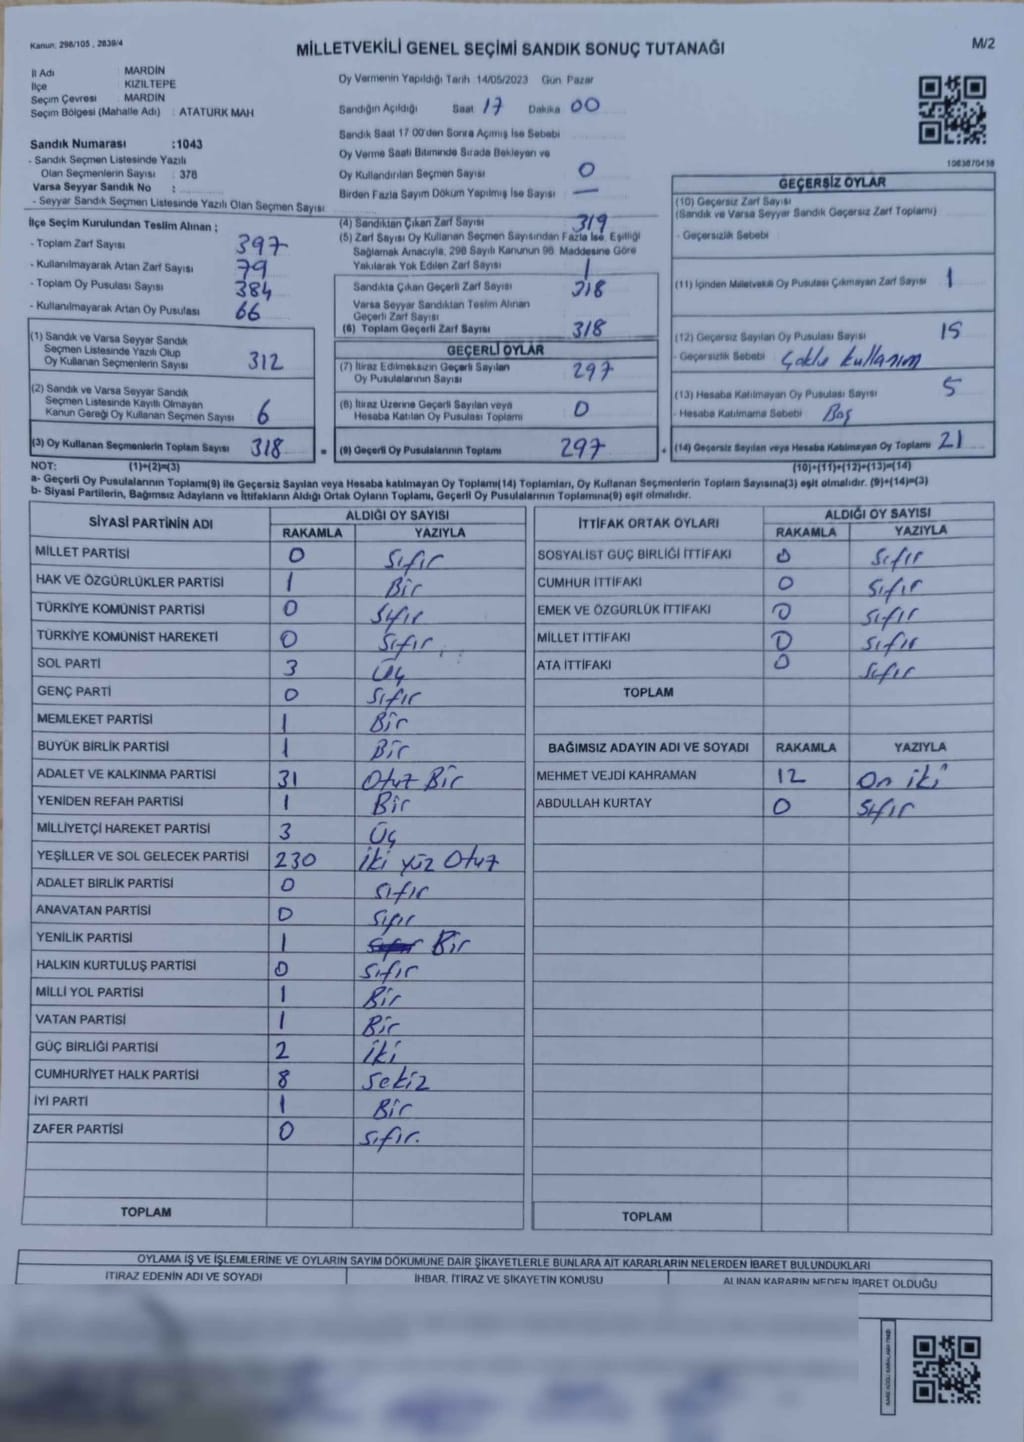 Kanun: 298/105 , 2839/4
MİLLETVEKİLİ GENEL SEÇİMİ SANDIK SONUÇ TUTANAĞI
M/2
İl Adı : MARDİN
İlçe : KIZILTEPE
Seçim Çevresi : MARDİN
Seçim Bölgesi (Mahalle Adı) : ATATÜRK MAH
Sandık Numarası :1043
- Sandık Seçmen Listesinde Yazılı
Olan Seçmenlerin Sayısı : 378
Varsa Seyyar Sandık No :
- Seyyar Sandık Seçmen Listesinde Yazılı Olan Seçmen Sayısı
Oy Vermenin Yapıldığı Tarih 14/05/2023 Gün Pazar
Sandığın Açıldığı Saat 17 Dakika 00
Sandık Saat 17 00'den Sonra Açımış İse Sebebi
Oy Verme Saati Bitiminde Sırada Bekleyen ve
Oy Kullandırılan Seçmen Sayısı 0
Birden Fazla Sayım Döküm Yapılmış İse Sayısı —
1083870438
İlçe Seçim Kurulundan Teslim Alınan ;
- Toplam Zarf Sayısı 397
- Kullanılmayarak Artan Zarf Sayısı 79
- Toplam Oy Pusulası Sayısı 384
- Kullanılmayarak Artan Oy Pusulası 66
(1) Sandık ve Varsa Seyyar Sandık
Seçmen Listesinde Yazılı Olup
Oy Kullanan Seçmenlerin Sayısı 312
(2) Sandık ve Varsa Seyyar Sandık
Seçmen Listesinde Kayıtlı Olmayan
Kanun Gereği Oy Kullanan Seçmen Sayısı 6
(3) Oy Kullanan Seçmenlerin Toplam Sayısı 318
(4) Sandıktan Çıkan Zarf Sayısı 319
(5) Zarf Sayısı Oy Kullanan Seçmen Sayısından Fazla İse, Eşitliği
Sağlamak Amacıyla, 298 Sayılı Kanunun 98. Maddesine Göre
Yakılarak Yok Edilen Zarf Sayısı 1
Sandıkta Çıkan Geçerli Zarf Sayısı 318
Varsa Seyyar Sandıktan Teslim Alınan
Geçerli Zarf Sayısı
(6) Toplam Geçerli Zarf Sayısı 318
GEÇERLİ OYLAR
(7) İtiraz Edilmeksizin Geçerli Sayılan
Oy Pusulalarının Sayısı 297
(8) İtiraz Üzerine Geçerli Sayılan veya
Hesaba Katılan Oy Pusulası Toplamı 0
= (9) Geçerli Oy Pusulalarının Toplamı 297
GEÇERSİZ OYLAR
(10) Geçersiz Zarf Sayısı
(Sandık ve Varsa Seyyar Sandık Geçersiz Zarf Toplamı)
- Geçersizlik Sebebi
(11) İçinden Milletvekili Oy Pusulası Çıkmayan Zarf Sayısı 1
(12) Geçersiz Sayılan Oy Pusulası Sayısı 15
- Geçersizlik Sebebi Çoklu kullanım
(13) Hesaba Katılmayan Oy Pusulası Sayısı 5
- Hesaba Katılmama Sebebi Boş
+ (14) Geçersiz Sayılan veya Hesaba Katılmayan Oy Toplamı 21
NOT: (1)+(2)=(3) (10)+(11)+(12)+(13)=(14)
a- Geçerli Oy Pusulalarının Toplamı(9) ile Geçersiz Sayılan veya Hesaba katılmayan Oy Toplamı(14) Toplamları, Oy Kullanan Seçmenlerin Toplam Sayısına(3) eşit olmalıdır. (9)+(14)=(3)
b- Siyasi Partilerin, Bağımsız Adayların ve İttifakların Aldığı Ortak Oyların Toplamı, Geçerli Oy Pusulalarının Toplamına(9) eşit olmalıdır.
SİYASİ PARTİNİN ADI ALDIĞI OY SAYISI
RAKAMLA YAZIYLA
MİLLET PARTİSİ 0 Sıfır
HAK VE ÖZGÜRLÜKLER PARTİSİ 1 Bir
TÜRKİYE KOMÜNİST PARTİSİ 0 Sıfır
TÜRKİYE KOMÜNİST HAREKETİ 0 Sıfır
SOL PARTİ 3 Üç
GENÇ PARTİ 0 Sıfır
MEMLEKET PARTİSİ 1 Bir
BÜYÜK BİRLİK PARTİSİ 1 Bir
ADALET VE KALKINMA PARTİSİ 31 Otuz Bir
YENİDEN REFAH PARTİSİ 1 Bir
MİLLİYETÇİ HAREKET PARTİSİ 3 Üç
YEŞİLLER VE SOL GELECEK PARTİSİ 230 İki yüz Otuz
ADALET BİRLİK PARTİSİ 0 Sıfır
ANAVATAN PARTİSİ 0 Sıfır
YENİLİK PARTİSİ 1 Bir
HALKIN KURTULUŞ PARTİSİ 0 Sıfır
MİLLİ YOL PARTİSİ 1 Bir
VATAN PARTİSİ 1 Bir
GÜÇ BİRLİĞİ PARTİSİ 2 İki
CUMHURİYET HALK PARTİSİ 8 Sekiz
İYİ PARTİ 1 Bir
ZAFER PARTİSİ 0 Sıfır.
TOPLAM
İTTİFAK ORTAK OYLARI ALDIĞI OY SAYISI
RAKAMLA YAZIYLA
SOSYALİST GÜÇ BİRLİĞİ İTTİFAKI 0 Sıfır
CUMHUR İTTİFAKI 0 Sıfır
EMEK VE ÖZGÜRLÜK İTTİFAKI 0 Sıfır
MİLLET İTTİFAKI 0 Sıfır
ATA İTTİFAKI 0 Sıfır
TOPLAM
BAĞIMSIZ ADAYIN ADI VE SOYADI RAKAMLA YAZIYLA
MEHMET VEJDİ KAHRAMAN 12 On iki
ABDULLAH KURTAY 0 Sıfır
TOPLAM
OYLAMA İŞ VE İŞLEMLERİNE VE OYLARIN SAYIM DÖKÜMÜNE DAİR ŞİKAYETLERLE BUNLARA AİT KARARLARIN NELERDEN İBARET BULUNDUKLARI
İTİRAZ EDENİN ADI VE SOYADI İHBAR, İTİRAZ VE ŞİKAYETİN KONUSU ALINAN KARARIN NEDEN İBARET OLDUĞU